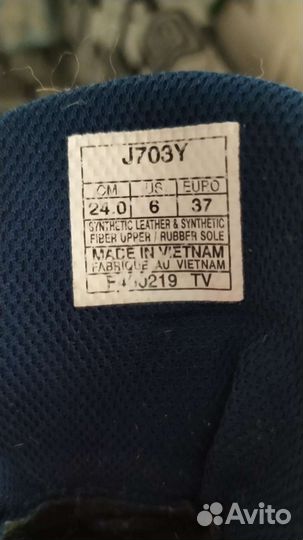 J703Y
CM US EURO
24.0 6 37
SYNTHETIC LEATHER & SYNTHETIC
FIBER UPPER / RUBBER SOLE
MADE IN VIETNAM
FABRIQUE AU VIETNAM
TV
Avito